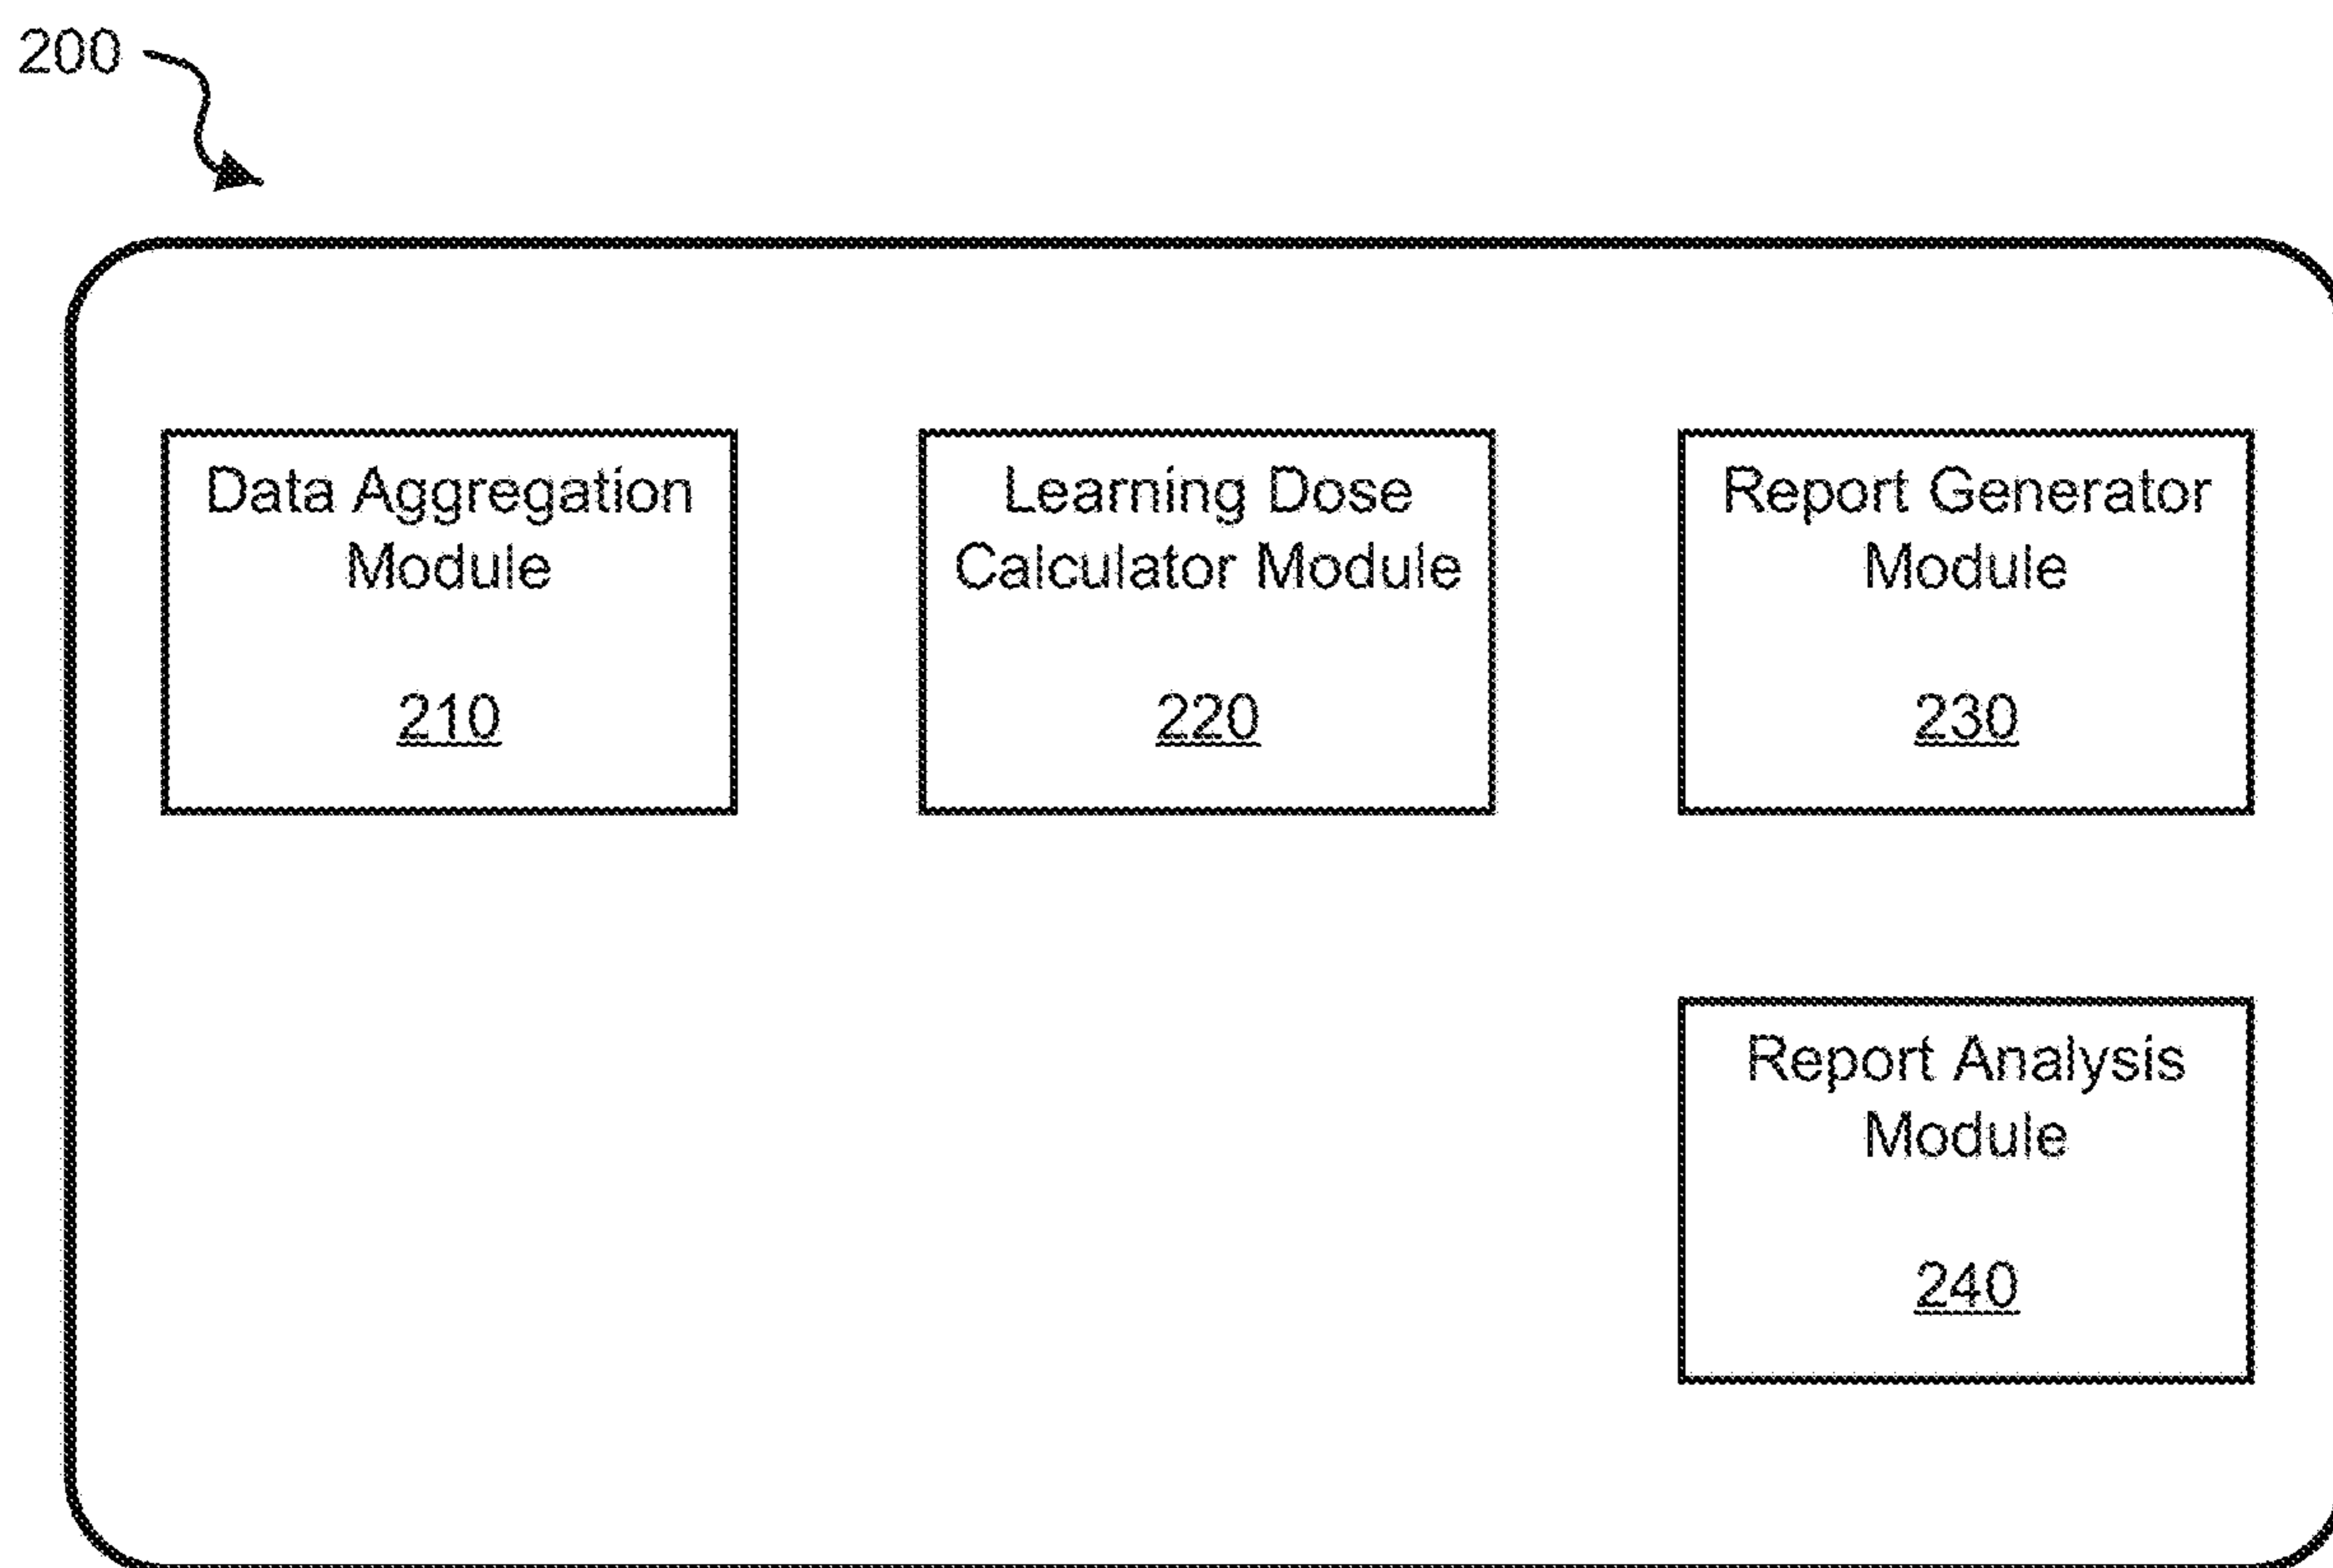 200
Data Aggregation
Module
210
Learning Dose
Calculator Module
220
Report Generator
Module
230
Report Analysis
Module
240